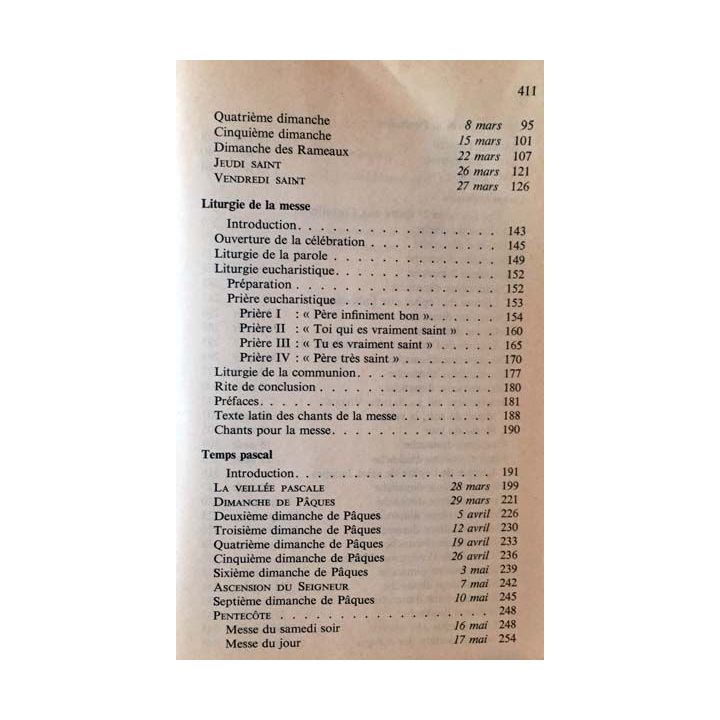 411
Quatrième dimanche 8 mars 95
Cinquième dimanche 15 mars 101
Dimanche des Rameaux 22 mars 107
JEUDI SAINT 26 mars 121
VENDREDI SAINT 27 mars 126
Liturgie de la messe
Introduction. . . . . . . . . . . . . . . . . 143
Ouverture de la célébration . . . . . . . . . . . 145
Liturgie de la parole . . . . . . . . . . . . . . 149
Liturgie eucharistique. . . . . . . . . . . . . . 152
Préparation . . . . . . . . . . . . . . . . . 152
Prière eucharistique . . . . . . . . . . . . . 153
Prière I : « Père infiniment bon ». . . . . . 154
Prière II : « Toi qui es vraiment saint » . . . 160
Prière III : « Tu es vraiment saint » . . . . . 165
Prière IV : « Père très saint » . . . . . . . . 170
Liturgie de la communion. . . . . . . . . . . . 177
Rite de conclusion . . . . . . . . . . . . . . . 180
Préfaces. . . . . . . . . . . . . . . . . . . . 181
Texte latin des chants de la messe . . . . . . . . 188
Chants pour la messe. . . . . . . . . . . . . . 190
Temps pascal
Introduction. . . . . . . . . . . . . . . . . 191
LA VEILLÉE PASCALE 28 mars 199
DIMANCHE DE PÂQUES 29 mars 221
Deuxième dimanche de Pâques 5 avril 226
Troisième dimanche de Pâques 12 avril 230
Quatrième dimanche de Pâques 19 avril 233
Cinquième dimanche de Pâques 26 avril 236
Sixième dimanche de Pâques 3 mai 239
ASCENSION DU SEIGNEUR 7 mai 242
Septième dimanche de Pâques 10 mai 245
PENTECÔTE . . . . . . . . . . . . . . . . . 248
Messe du samedi soir 16 mai 248
Messe du jour 17 mai 254